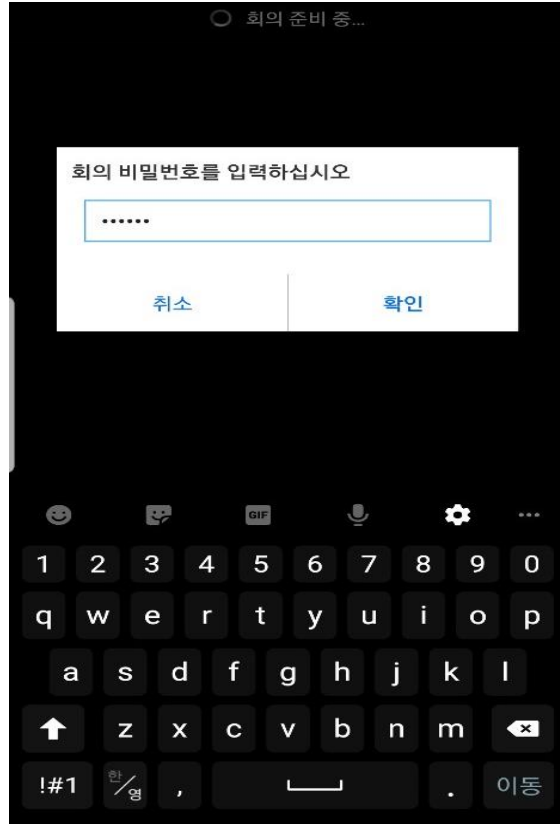 회의 준비 중...
회의 비밀번호를 입력하십시오
••••••
취소 확인
GIF ...
1 2 3 4 5 6 7 8 9 0
q w e r t y u i o p
a s d f g h j k l
z x c v b n m
!#1 한/영 , . 이동